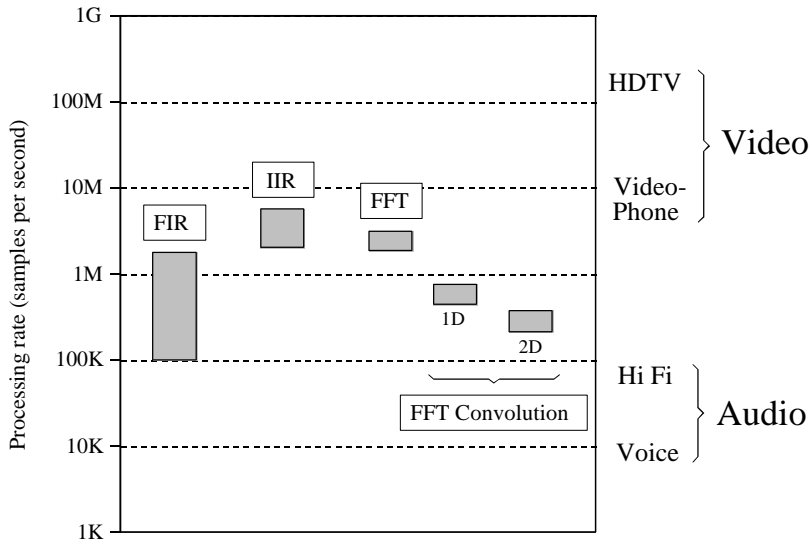 Processing rate (samples per second)
1G
100M
10M
1M
100K
10K
1K
FIR
IIR
FFT
1D
2D
FFT Convolution
HDTV
Video-
Phone
Video
Hi Fi
Voice
Audio